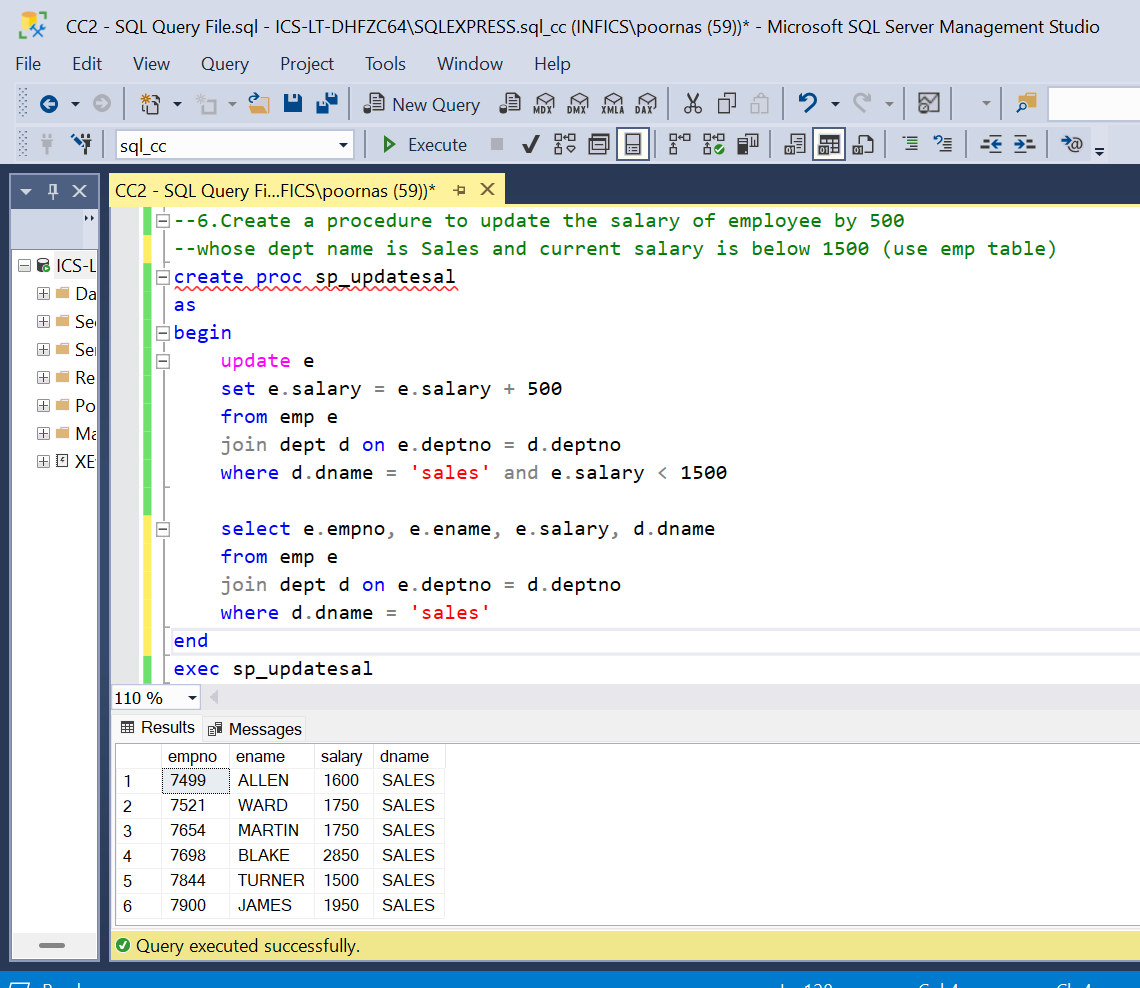 CC2 - SQL Query File.sql - ICS-LT-DHFZC64\SQLEXPRESS.sql_cc (INFICS\poornas (59))* - Microsoft SQL Server Management Studio
File Edit View Query Project Tools Window Help
New Query MDX DMX XMLA DAX
sql_cc Execute
CC2 - SQL Query Fi...FICS\poornas (59))*
ICS-L
Da
Sec
Ser
Re
Po
Ma
XE
--6.Create a procedure to update the salary of employee by 500
--whose dept name is Sales and current salary is below 1500 (use emp table)
create proc sp_updatesal
as
begin
update e
set e.salary = e.salary + 500
from emp e
join dept d on e.deptno = d.deptno
where d.dname = 'sales' and e.salary < 1500
select e.empno, e.ename, e.salary, d.dname
from emp e
join dept d on e.deptno = d.deptno
where d.dname = 'sales'
end
exec sp_updatesal
110 %
Results Messages
empno ename salary dname
1 7499 ALLEN 1600 SALES
2 7521 WARD 1750 SALES
3 7654 MARTIN 1750 SALES
4 7698 BLAKE 2850 SALES
5 7844 TURNER 1500 SALES
6 7900 JAMES 1950 SALES
Query executed successfully.